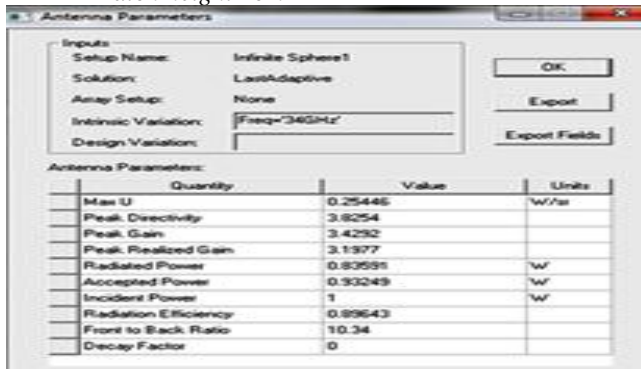 Antenna Parameters
Inputs
Setup Name: Infinite Sphere1
OK
Solution: LastAdaptive
Array Setup: None
Export
Intrinsic Variation: Freq='34GHz'
Export Fields
Design Variation:
Antenna Parameters:
Quantity Value Units
Max U 0.25446 W/sr
Peak Directivity 3.8254
Peak Gain 3.4292
Peak Realized Gain 3.1977
Radiated Power 0.83591 W
Accepted Power 0.93249 W
Incident Power 1 W
Radiation Efficiency 0.89643
Front to Back Ratio 10.34
Decay Factor 0